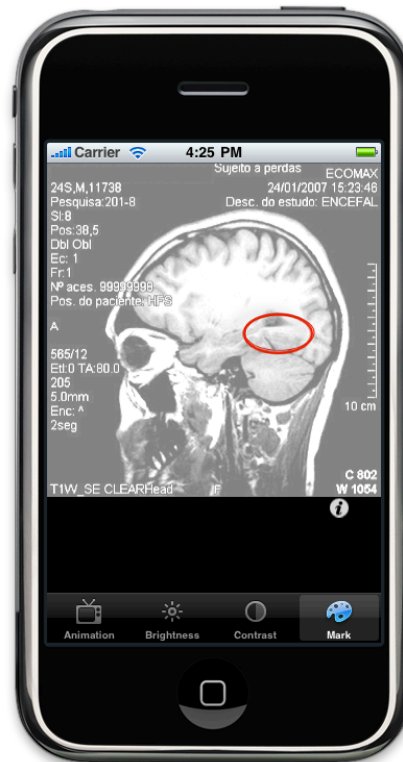 Carrier 4:25 PM
Sujeito a perdas
ECOMAX
24S,M,11738 24/01/2007 15:23:46
Pesquisa:201-8 Desc. do estudo: ENCEFAL
Sl:8
Pos:38,5
Dbl Obl
Ec: 1
Fr:1
Nº aces. 99999998
Pos. do paciente: HFS
A
565/12
Etl:0 TA:80.0
205
5.0mm
Enc: ^
2seg
10 cm
C 802
T1W_SE CLEARHead F W 1054
i
Animation Brightness Contrast Mark